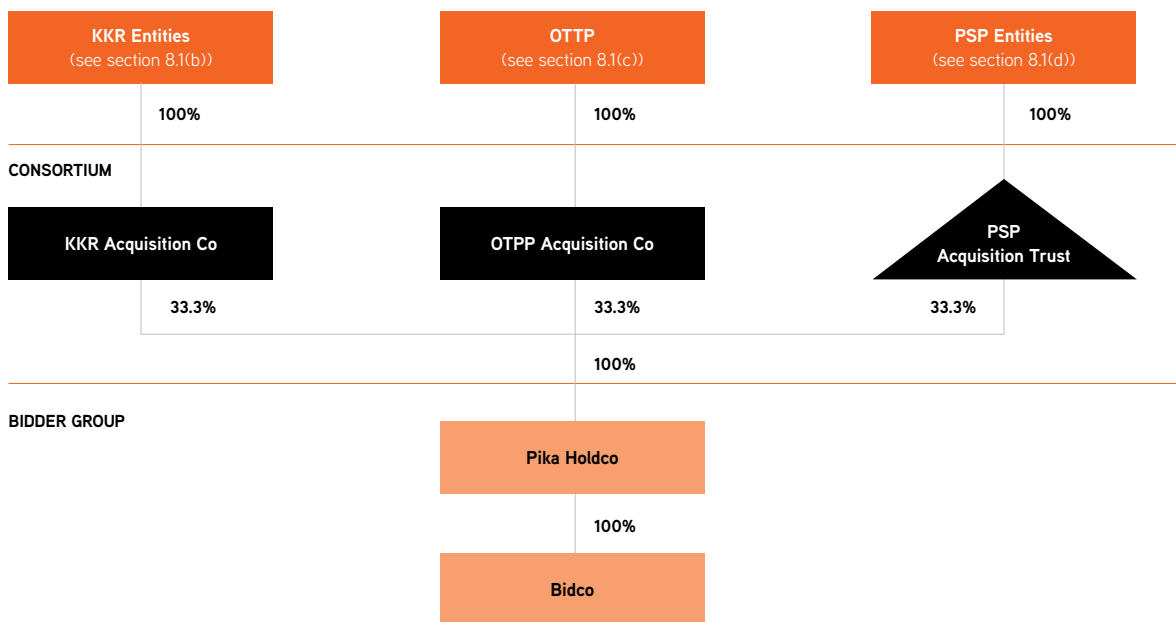 KKR Entities
(see section 8.1(b))
OTTP
(see section 8.1(c))
PSP Entities
(see section 8.1(d))
100%
100%
100%
CONSORTIUM
KKR Acquisition Co
OTPP Acquisition Co
PSP
Acquisition Trust
33.3%
33.3%
33.3%
100%
BIDDER GROUP
Pika Holdco
100%
Bidco